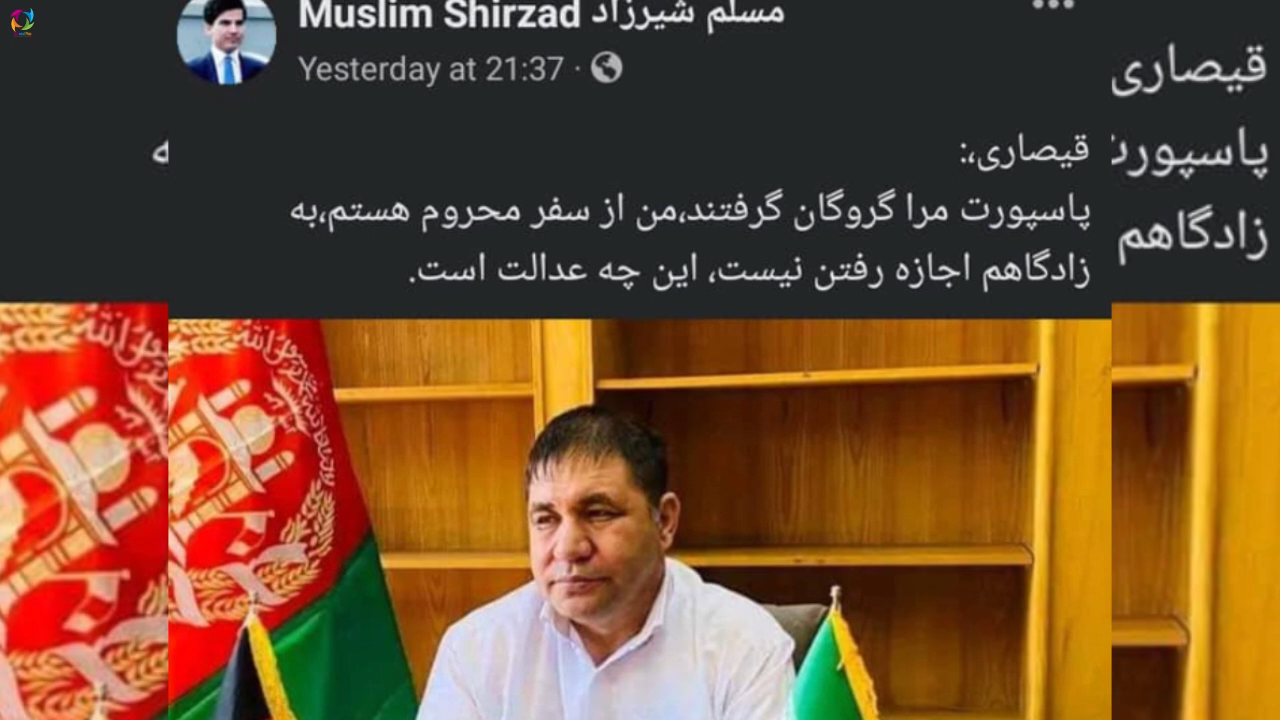 Muslim Shirzad مسلم شیرزاد
Yesterday at 21:37 ·
قیصاری،:
پاسپورت مرا گروگان گرفتند،من از سفر محروم هستم،به
زادگاهم اجازه رفتن نیست، این چه عدالت است.
قیصاری
پاسپورت
زادگاهم